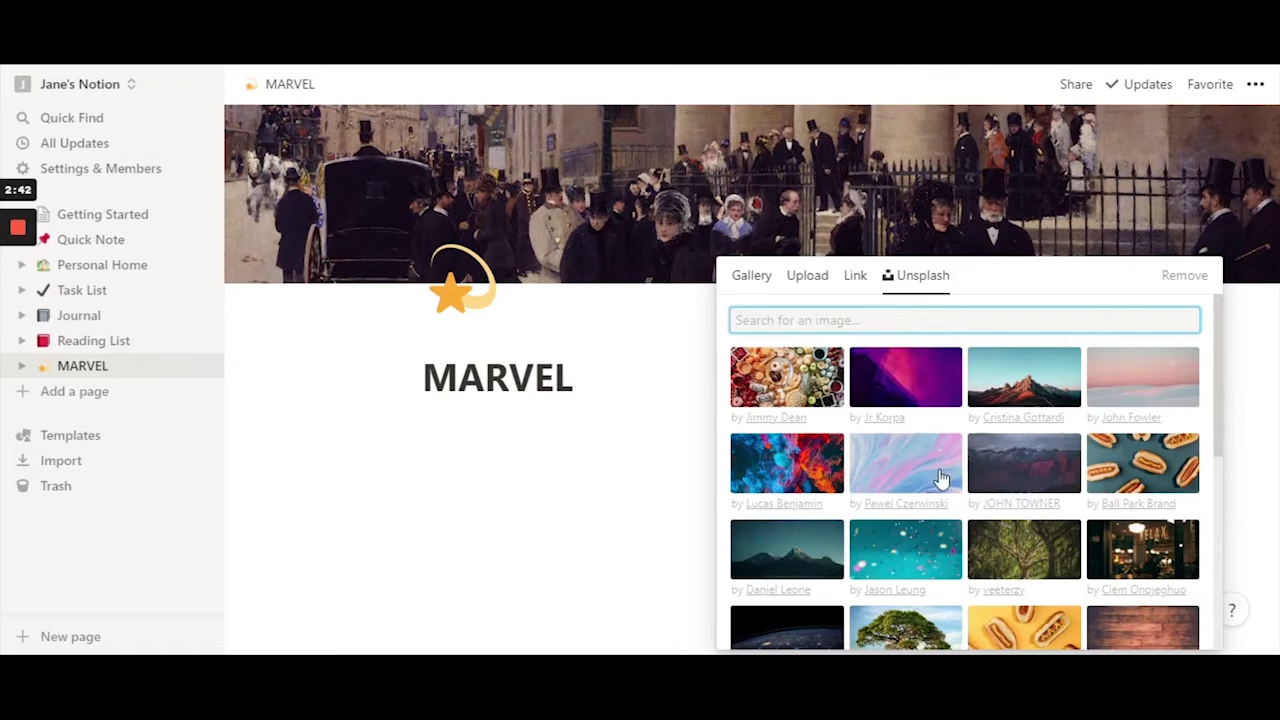 J Jane's Notion
MARVEL
Share
Updates
Favorite
Quick Find
All Updates
Settings & Members
2:42
Getting Started
Quick Note
Personal Home
Task List
Journal
Reading List
MARVEL
Add a page
Templates
Import
Trash
New page
MARVEL
Gallery
Upload
Link
Unsplash
Remove
Search for an image...
by Jimmy Dean
by Jr Korpa
by Cristina Gottardi
by John Fowler
by Lucas Benjamin
by Pawel Czerwinski
by JOHN TOWNER
by Ball Park Brand
by Daniel Leone
by Jason Leung
by veeterzy
by Clem Onojeghuo
?